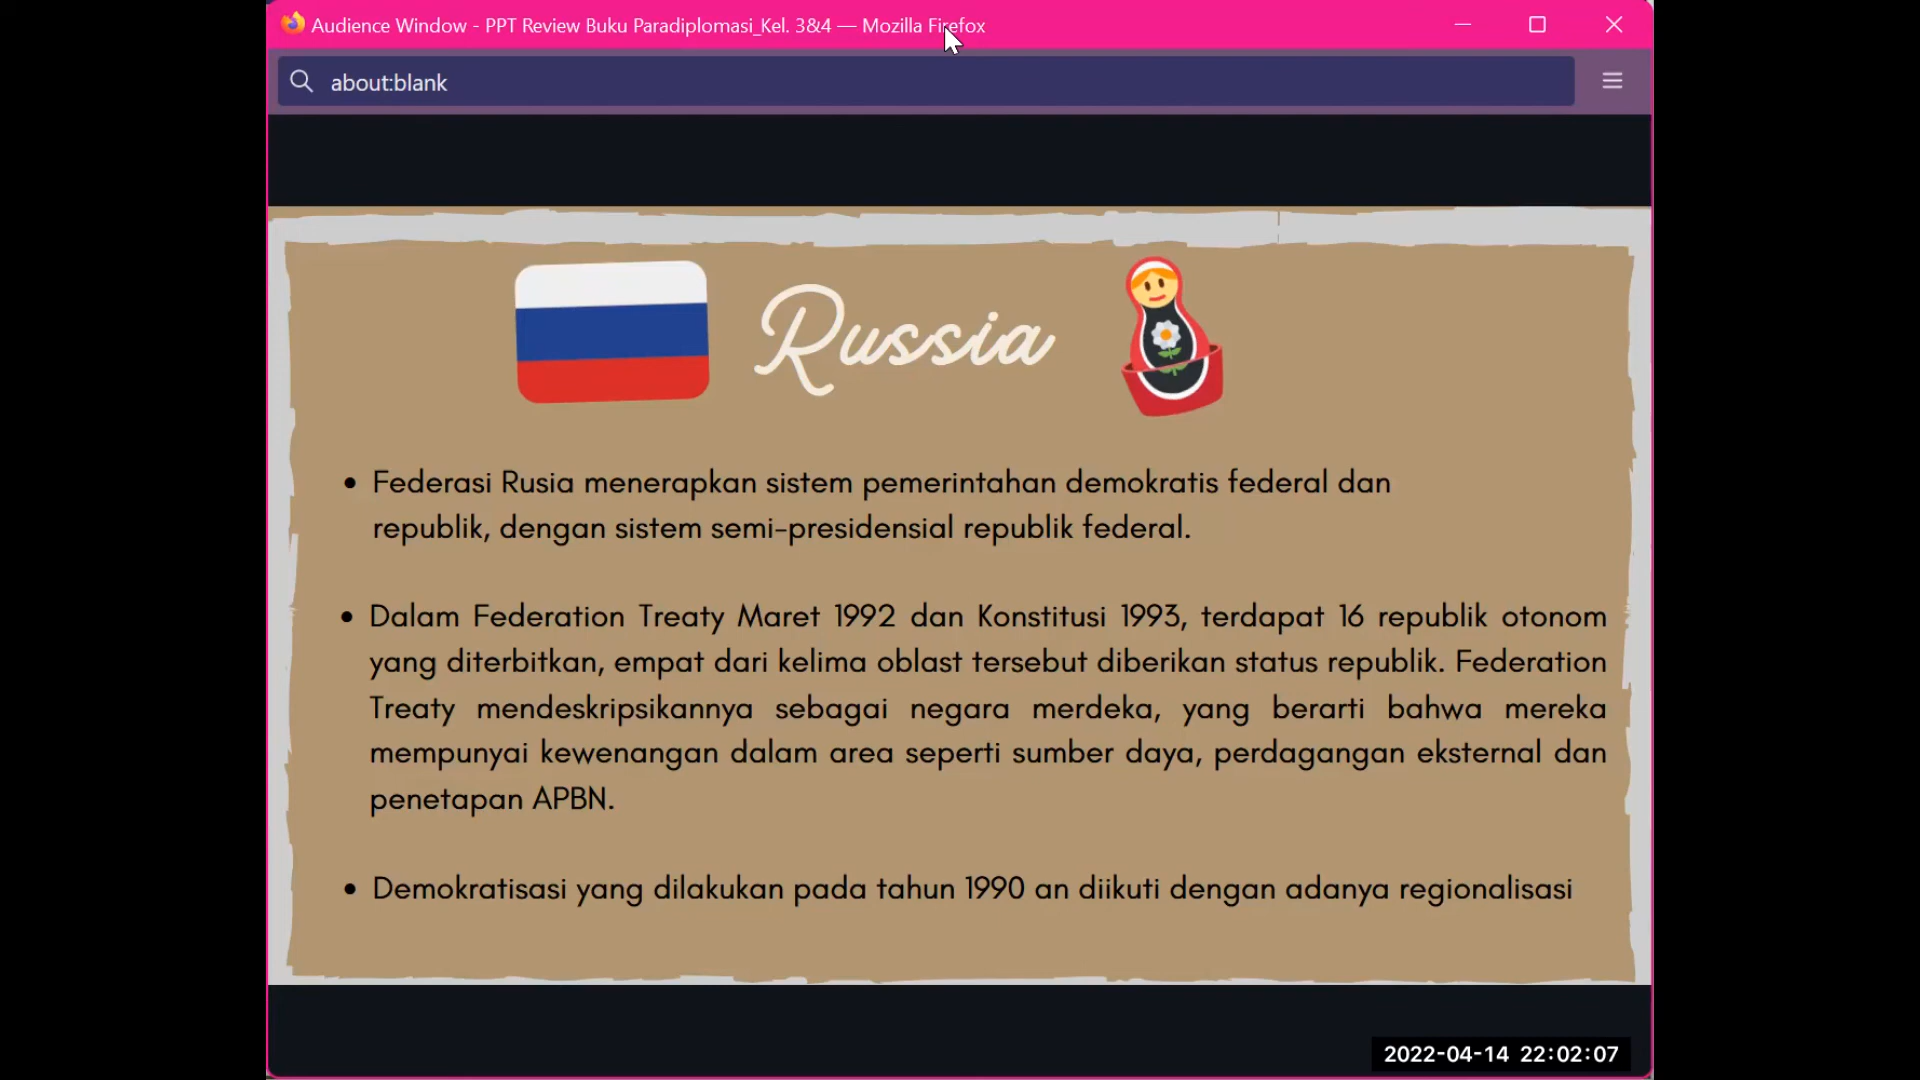 Audience Window - PPT Review Buku Paradiplomasi_Kel. 3&4 — Mozilla Firefox
about:blank
Russia
• Federasi Rusia menerapkan sistem pemerintahan demokratis federal dan
republik, dengan sistem semi-presidensial republik federal.
• Dalam Federation Treaty Maret 1992 dan Konstitusi 1993, terdapat 16 republik otonom
yang diterbitkan, empat dari kelima oblast tersebut diberikan status republik. Federation
Treaty mendeskripsikannya sebagai negara merdeka, yang berarti bahwa mereka
mempunyai kewenangan dalam area seperti sumber daya, perdagangan eksternal dan
penetapan APBN.
• Demokratisasi yang dilakukan pada tahun 1990 an diikuti dengan adanya regionalisasi
2022-04-14 22:02:07